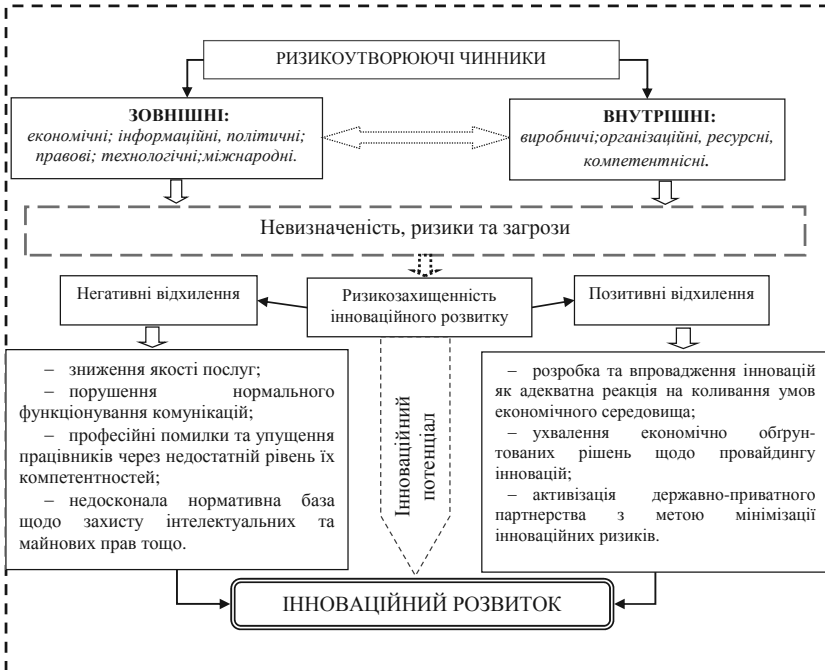 РИЗИКОУТВОРЮЮЧІ ЧИННИКИ
ЗОВНІШНІ:
економічні; інформаційні, політичні;
правові; технологічні;міжнародні.
ВНУТРІШНІ:
виробничі;організаційні, ресурсні,
компетентнісні.
Невизначеність, ризики та загрози
Негативні відхилення
Ризикозахищенність
інноваційного розвитку
Позитивні відхилення
– зниження якості послуг;
– порушення нормального
функціонування комунікацій;
– професійні помилки та упущення
працівників через недостатній рівень їх
компетентностей;
– недосконала нормативна база
щодо захисту інтелектуальних та
майнових прав тощо.
Інноваційний
потенціал
– розробка та впровадження інновацій
як адекватна реакція на коливання умов
економічного середовища;
– ухвалення економічно обґрун-
тованих рішень щодо провайдингу
інновацій;
– активізація державно-приватного
партнерства з метою мінімізації
інноваційних ризиків.
ІННОВАЦІЙНИЙ РОЗВИТОК